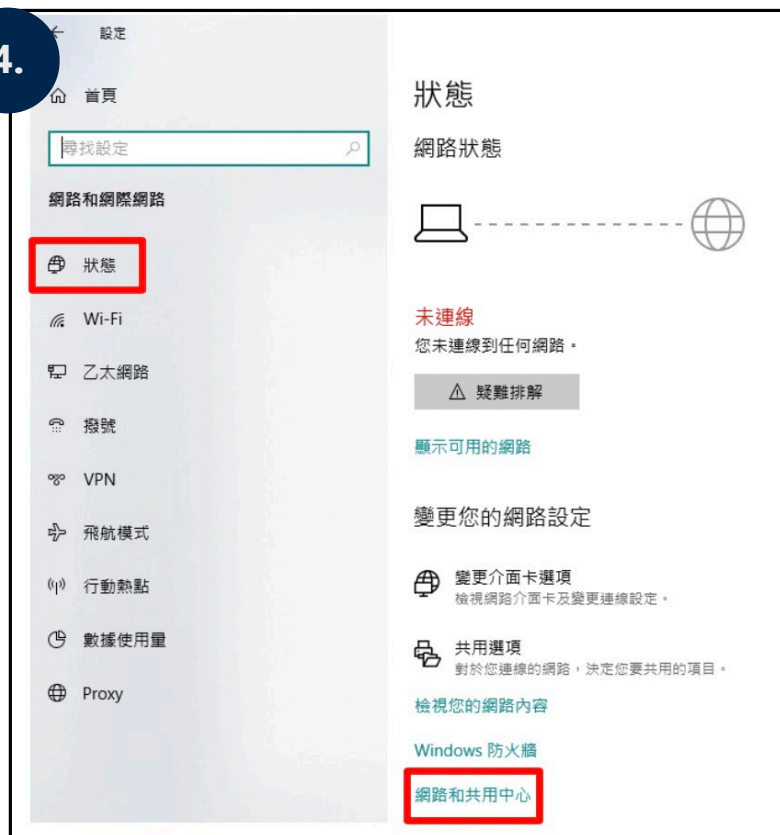 4.
設定
首頁
尋找設定
網路和網際網路
狀態
Wi-Fi
乙太網路
撥號
VPN
飛航模式
行動熱點
數據使用量
Proxy
狀態
網路狀態
未連線
您未連線到任何網路。
疑難排解
顯示可用的網路
變更您的網路設定
變更介面卡選項
檢視網路介面卡及變更連線設定。
共用選項
對於您連線的網路，決定您要共用的項目。
檢視您的網路內容
Windows 防火牆
網路和共用中心